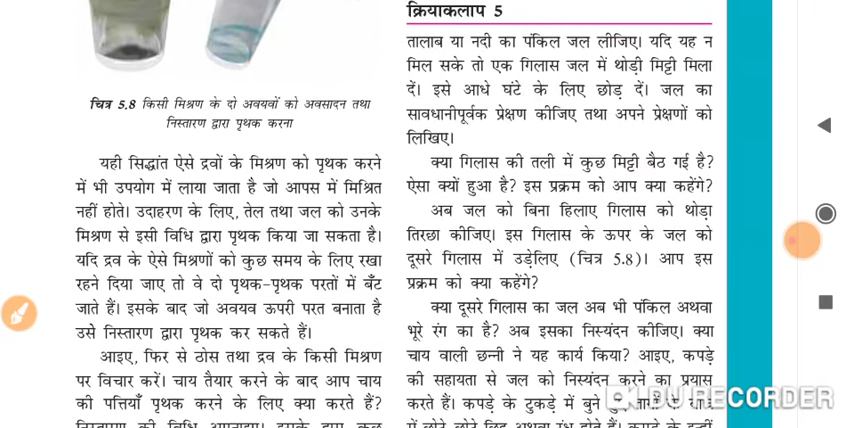 चित्र 5.8 किसी मिश्रण के दो अवयवों को अवसादन तथा
निस्तारण द्वारा पृथक करना
यही सिद्धांत ऐसे द्रवों के मिश्रण को पृथक करने
में भी उपयोग में लाया जाता है जो आपस में मिश्रित
नहीं होते। उदाहरण के लिए, तेल तथा जल को उनके
मिश्रण से इसी विधि द्वारा पृथक किया जा सकता है।
यदि द्रव के ऐसे मिश्रणों को कुछ समय के लिए रखा
रहने दिया जाए तो वे दो पृथक-पृथक परतों में बँट
जाते हैं। इसके बाद जो अवयव ऊपरी परत बनाता है
उसे निस्तारण द्वारा पृथक कर सकते हैं।
आइए, फिर से ठोस तथा द्रव के किसी मिश्रण
पर विचार करें। चाय तैयार करने के बाद आप चाय
की पत्तियाँ पृथक करने के लिए क्या करते हैं?
क्रियाकलाप 5
तालाब या नदी का पंकिल जल लीजिए। यदि यह न
मिल सके तो एक गिलास जल में थोड़ी मिट्टी मिला
दें। इसे आधे घंटे के लिए छोड़ दें। जल का
सावधानीपूर्वक प्रेक्षण कीजिए तथा अपने प्रेक्षणों को
लिखिए।
क्या गिलास की तली में कुछ मिट्टी बैठ गई है?
ऐसा क्यों हुआ है? इस प्रक्रम को आप क्या कहेंगे?
अब जल को बिना हिलाए गिलास को थोड़ा
तिरछा कीजिए। इस गिलास के ऊपर के जल को
दूसरे गिलास में उड़ेलिए (चित्र 5.8)। आप इस
प्रक्रम को क्या कहेंगे?
क्या दूसरे गिलास का जल अब भी पंकिल अथवा
भूरे रंग का है? अब इसका निस्यंदन कीजिए। क्या
चाय वाली छन्नी ने यह कार्य किया? आइए, कपड़े
की सहायता से जल को निस्यंदन करने का प्रयास
करते हैं। कपड़े के टुकड़े में बुने
DU RECORDER